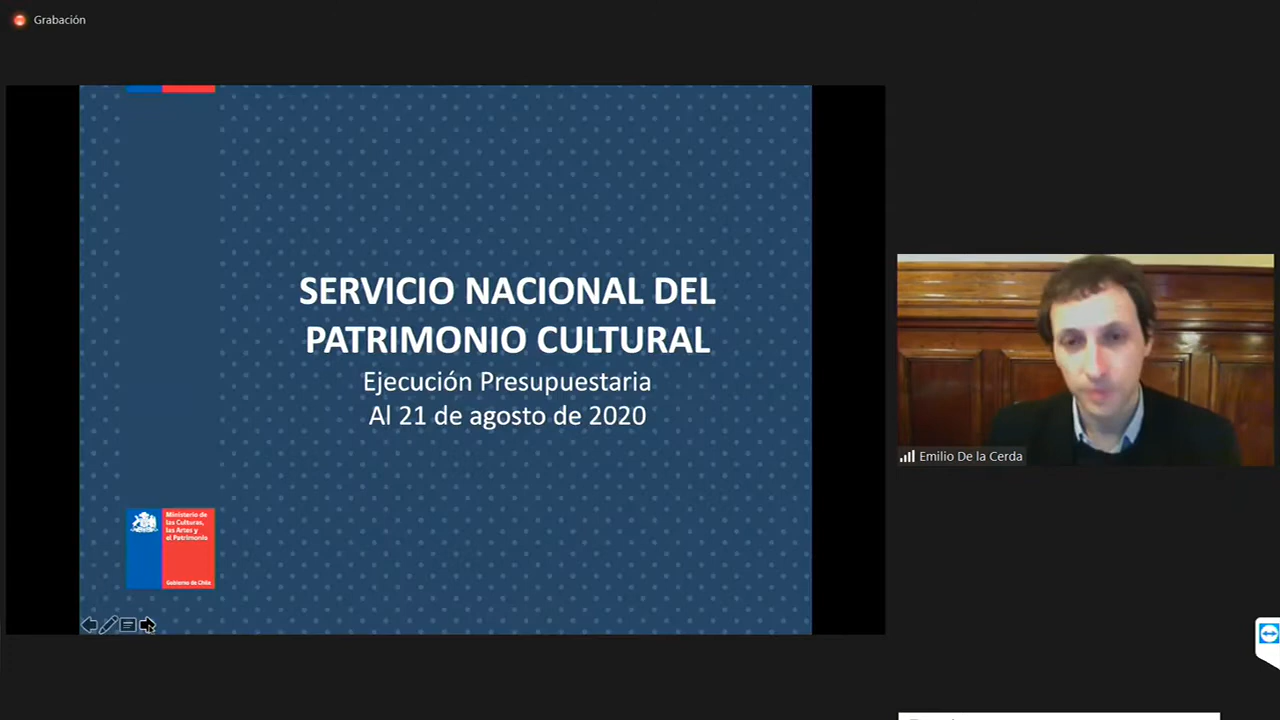 Grabación
SERVICIO NACIONAL DEL
PATRIMONIO CULTURAL
Ejecución Presupuestaria
Al 21 de agosto de 2020
Ministerio de
las Culturas,
las Artes y
el Patrimonio
Gobierno de Chile
Emilio De la Cerda